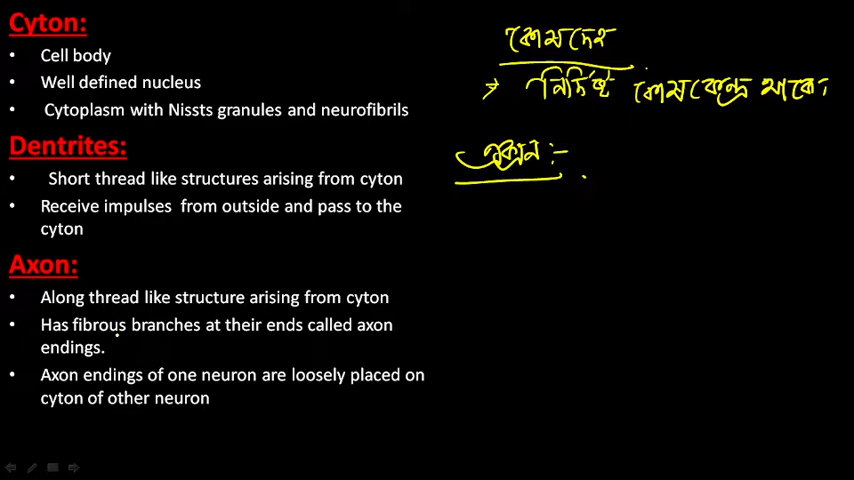 Cyton:
• Cell body
• Well defined nucleus
• Cytoplasm with Nissts granules and neurofibrils
Dentrites:
• Short thread like structures arising from cyton
• Receive impulses from outside and pass to the
cyton
Axon:
• Along thread like structure arising from cyton
• Has fibrous branches at their ends called axon
endings.
• Axon endings of one neuron are loosely placed on
cyton of other neuron
কোষদেহ
→ নির্দিষ্ট কোষকেন্দ্র থাকে।
এক্সন :-